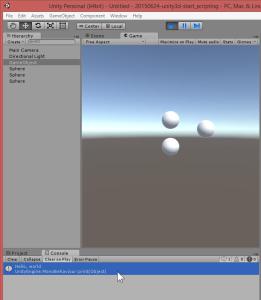 Unity Personal (64bit) - Untitled - 20150624-unity3d-start_scripting - PC, Mac & L
File Edit Assets GameObject Component Window Help
Center Local
Hierarchy
Create
Main Camera
Directional Light
GameObject
Sphere
Sphere
Sphere
Scene Game
Free Aspect Maximize on Play Mute audio Stats Gizmos
Project Console
Clear Collapse Clear on Play Error Pause
Hello, world
UnityEngine.MonoBehaviour:print(Object)